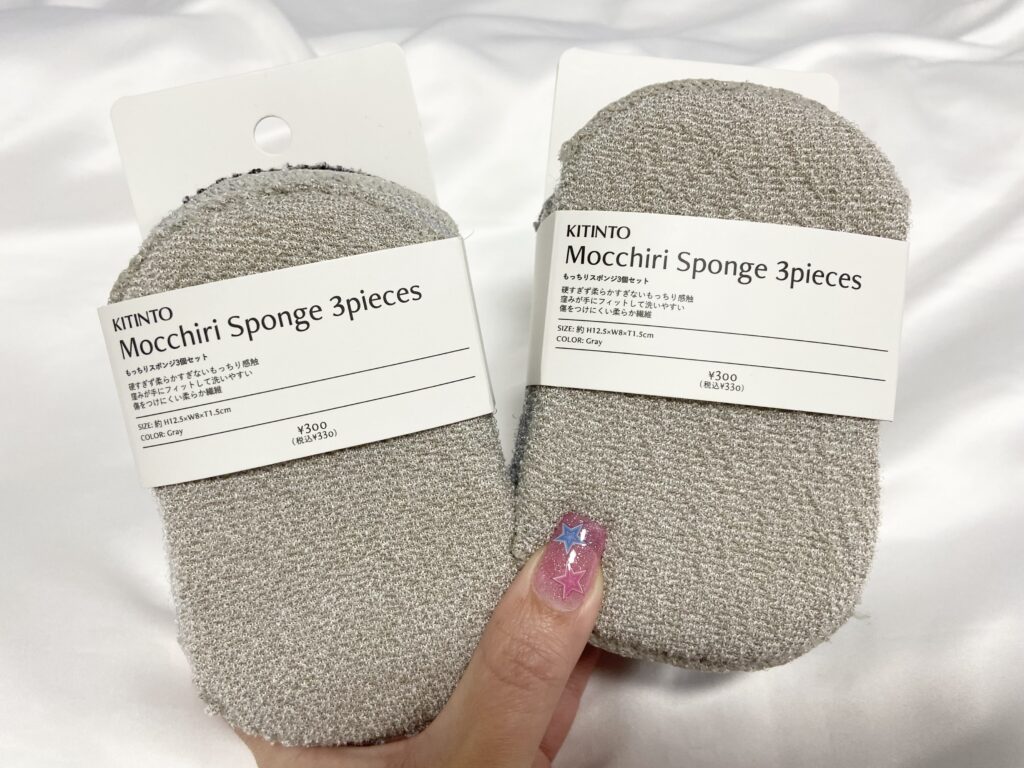 KITINTO
Mocchiri Sponge 3pieces
もっちりスポンジ3個セット
硬すぎず柔らかすぎないもっちり感触
窪みが手にフィットして洗いやすい
傷をつけにくい柔らか繊維
SIZE: 約 H12.5×W8×T1.5cm
COLOR: Gray
¥300
(税込¥330)
KITINTO
Mocchiri Sponge 3pieces
もっちりスポンジ3個セット
硬すぎず柔らかすぎないもっちり感触
窪みが手にフィットして洗いやすい
傷をつけにくい柔らか繊維
SIZE: 約 H12.5×W8×T1.5cm
COLOR: Gray
¥300
(税込¥330)